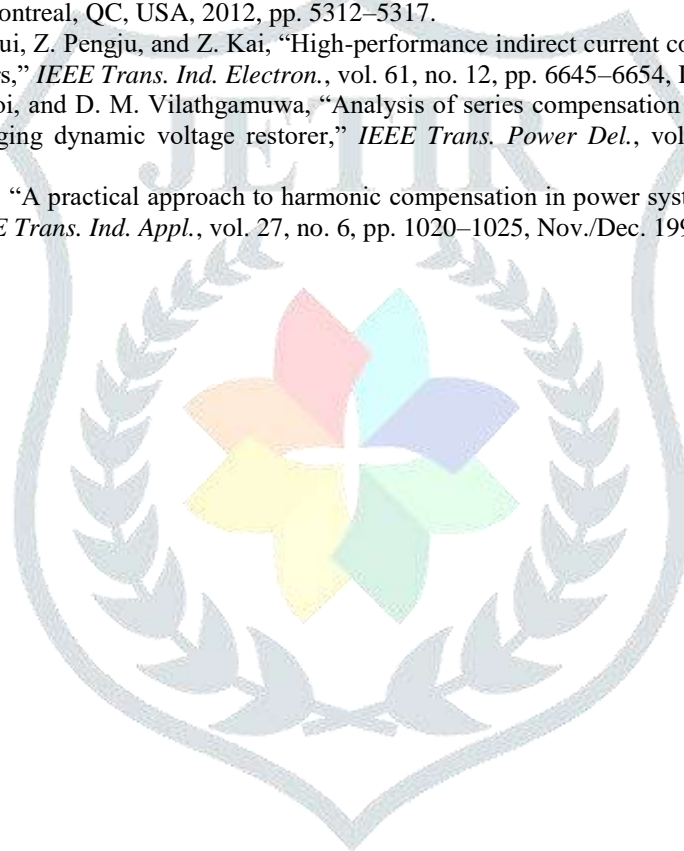 ontreal, QC, USA, 2012, pp. 5312–5317.
ui, Z. Pengju, and Z. Kai, “High-performance indirect current co
s,” IEEE Trans. Ind. Electron., vol. 61, no. 12, pp. 6645–6654, D
oi, and D. M. Vilathgamuwa, “Analysis of series compensation
ging dynamic voltage restorer,” IEEE Trans. Power Del., vol
JETIR
“A practical approach to harmonic compensation in power syst
E Trans. Ind. Appl., vol. 27, no. 6, pp. 1020–1025, Nov./Dec. 199